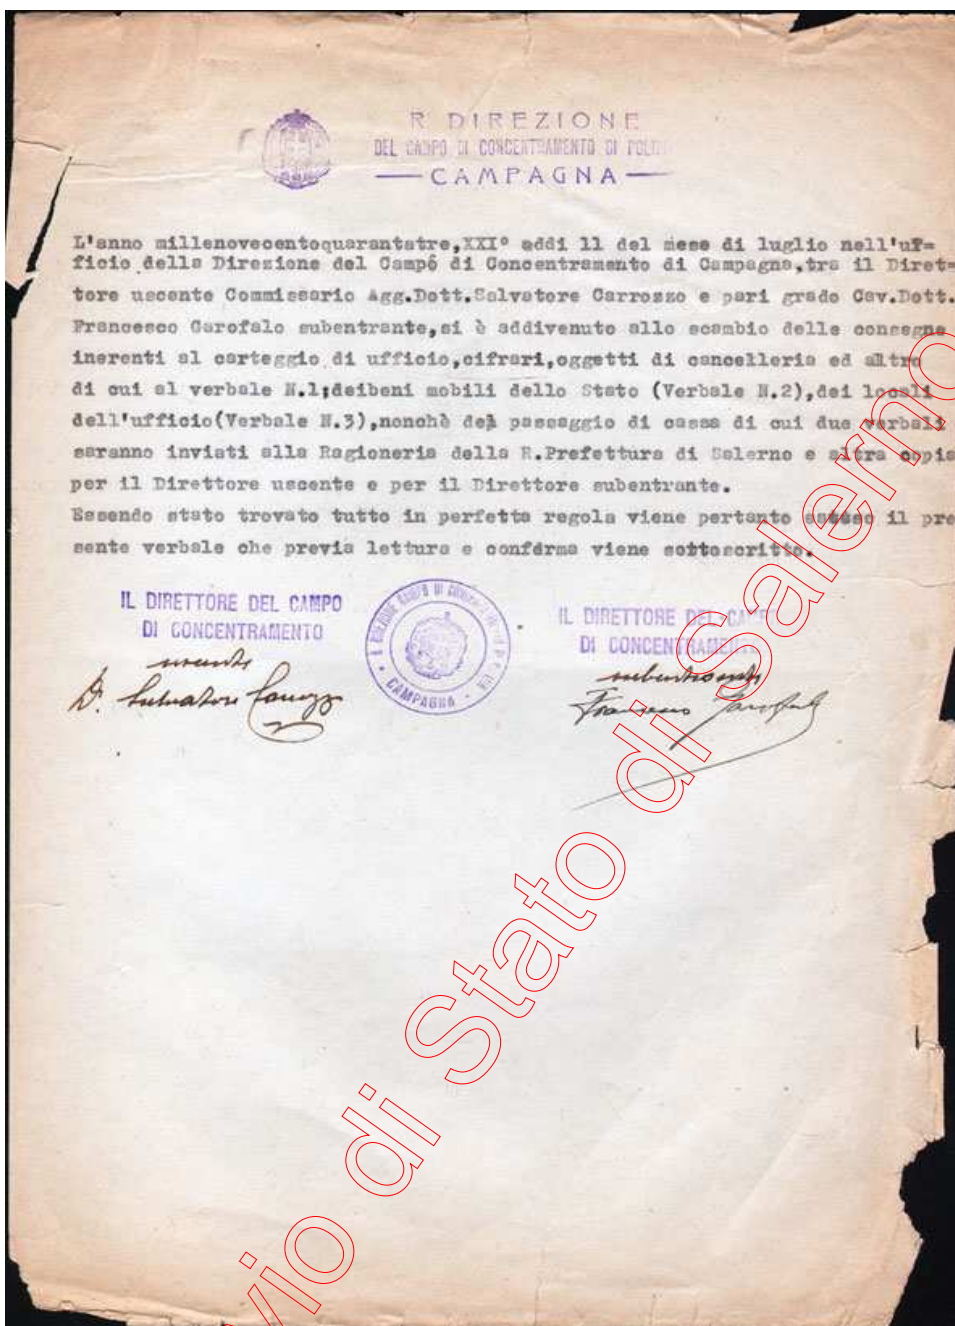 R DIREZIONE
DEL CAMPO DI CONCENTRAMENTO DI
— CAMPAGNA —
L'anno millenovecentoquarantatre,XXI° addi 11 del mese di luglio nell'uf=
ficio della Direzione del Campo di Concentramento di Campagna,tra il Diret=
tore uscente Commissario Agg.Dott.Salvatore Carrozzo e pari grado Cav.Dott.
Francesco Garofalo subentrante,si è addivenuto allo scambio delle consegne
inerenti al carteggio di ufficio,cifrari,oggetti di cancelleria ed altro
di cui al verbale N.1;deibeni mobili dello Stato (Verbale N.2),dei locali
dell'ufficio(Verbale N.3),nonchè del passaggio di cassa di cui due verbali
saranno inviati alla Ragioneria della R.Prefettura di Salerno e altra copia
per il Direttore uscente e per il Direttore subentrante.
Essendo stato trovato tutto in perfetta regola viene pertanto esteso il pre
sente verbale che previa lettura e conferma viene sottoscritto.
IL DIRETTORE DEL CAMPO
DI CONCENTRAMENTO
uscente
D. Salvatore Carrozzo
CAMPAGNA
IL DIRETTORE DEL CAMPO
DI CONCENTRAMENTO
subentrante
Francesco Garofalo
vio di Stato di Salerno